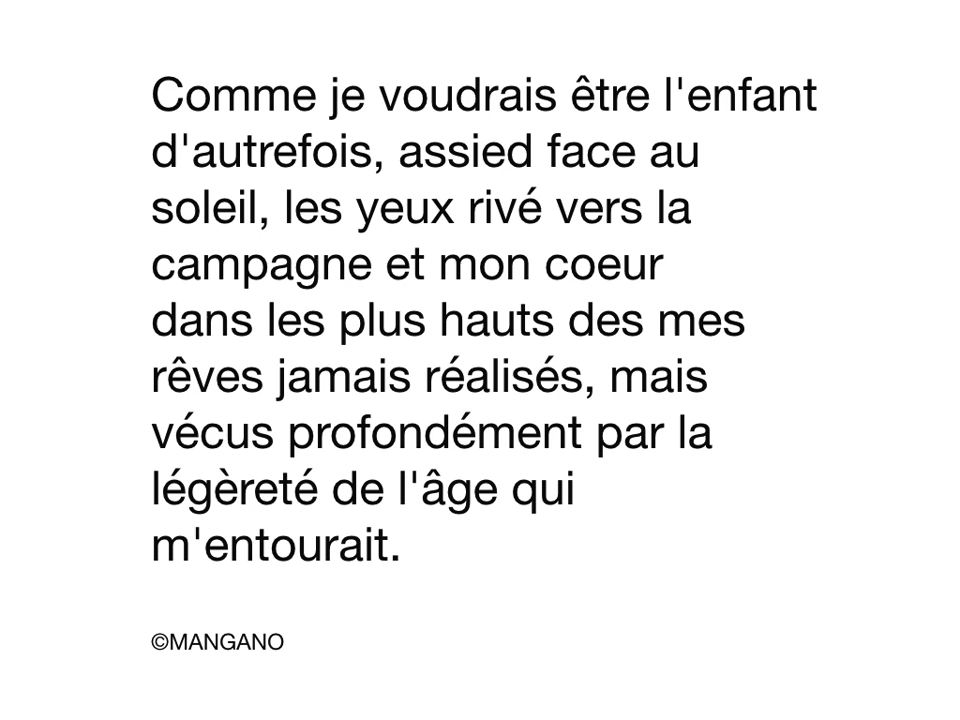 Comme je voudrais être l'enfant
d'autrefois, assied face au
soleil, les yeux rivé vers la
campagne et mon coeur
dans les plus hauts des mes
rêves jamais réalisés, mais
vécus profondément par la
légèreté de l'âge qui
m'entourait.
©MANGANO